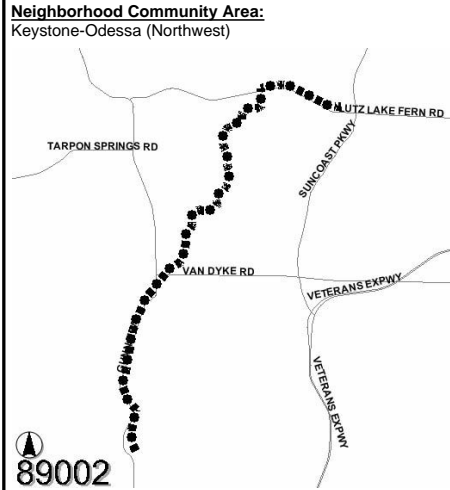 Neighborhood Community Area:
Keystone-Odessa (Northwest)
LUTZ LAKE FERN RD
TARPON SPRINGS RD
SUNCOAST PKWY
VAN DYKE RD
VETERANS EXPWY
VETERANS EXPWY
89002